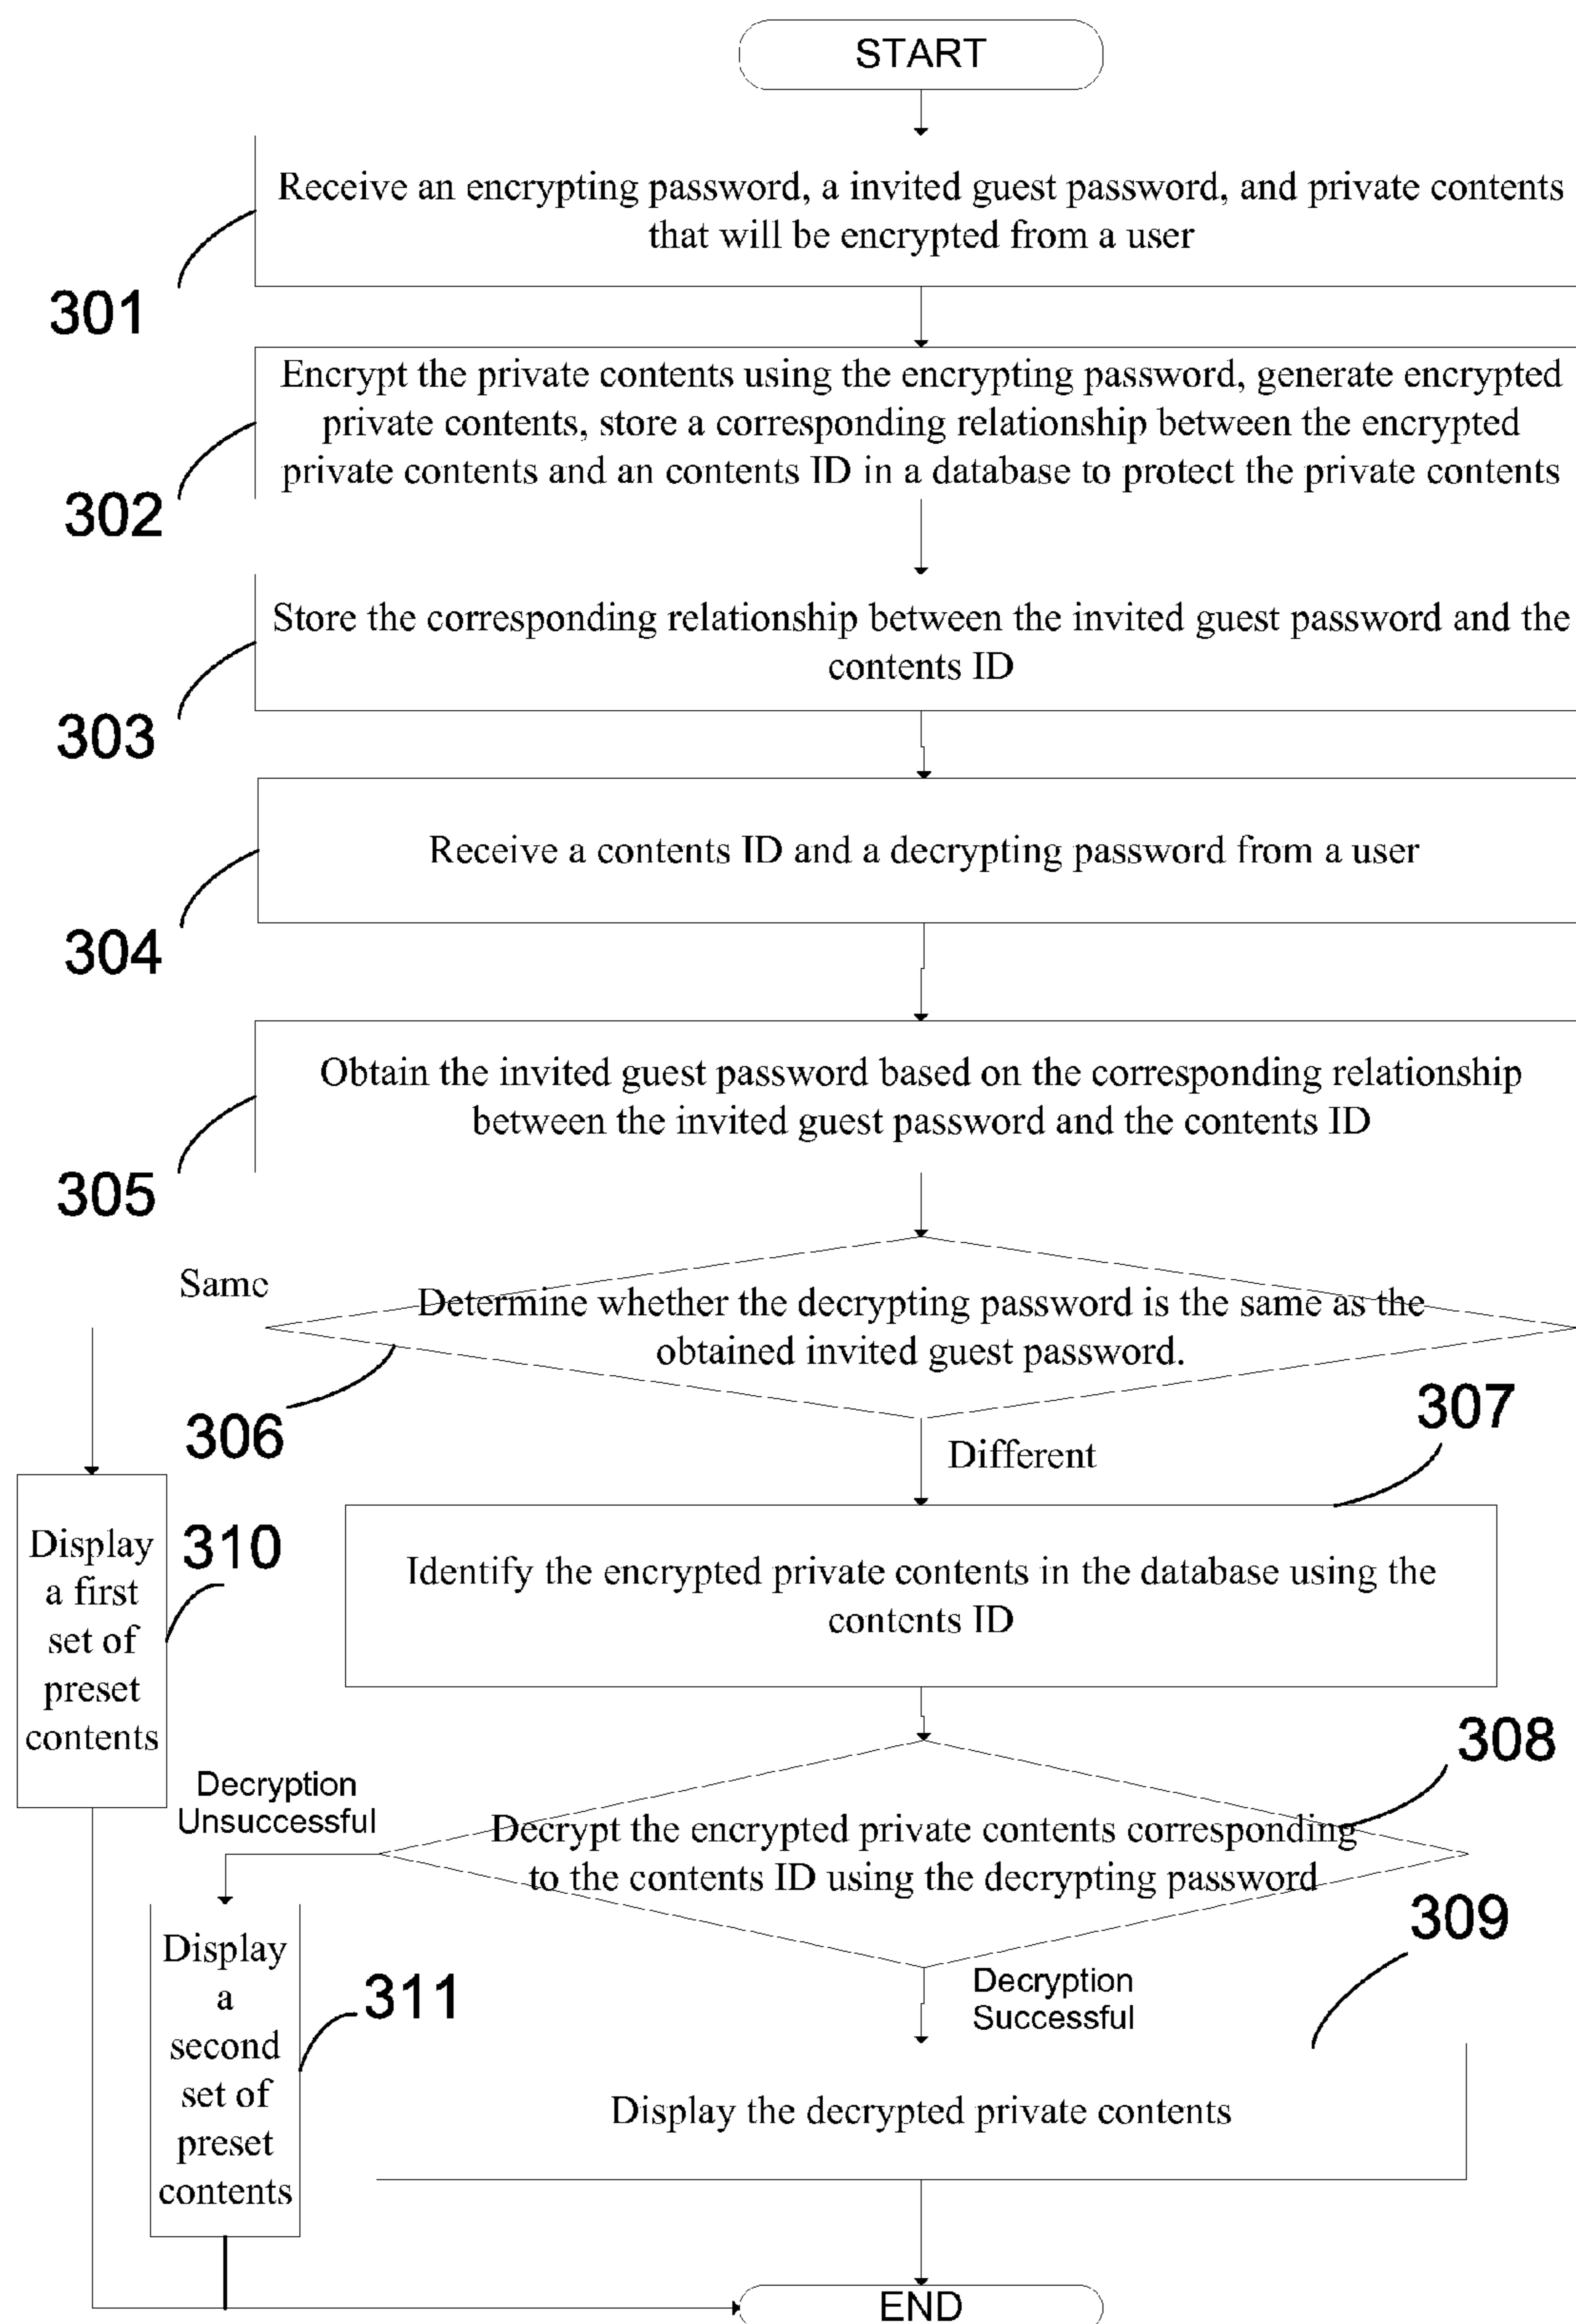 START
Receive an encrypting password, a invited guest password, and private contents
that will be encrypted from a user
301
Encrypt the private contents using the encrypting password, generate encrypted
private contents, store a corresponding relationship between the encrypted
private contents and an contents ID in a database to protect the private contents
302
Store the corresponding relationship between the invited guest password and the
contents ID
303
Receive a contents ID and a decrypting password from a user
304
Obtain the invited guest password based on the corresponding relationship
between the invited guest password and the contents ID
305
Same
Determine whether the decrypting password is the same as the
obtained invited guest password.
306
307
Different
Display
a first
set of
preset
contents
310
Identify the encrypted private contents in the database using the
contents ID
308
Decryption
Unsuccessful
Decrypt the encrypted private contents corresponding
to the contents ID using the decrypting password
309
Display
a
second
set of
preset
contents
311
Decryption
Successful
Display the decrypted private contents
END